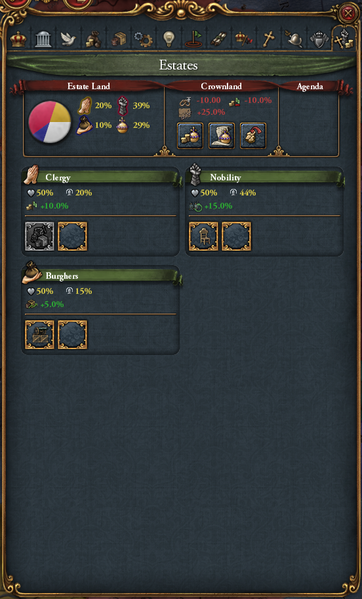 Estates
Estate Land
Crownland
Agenda
20% 39%
10% 29%
-10.00 -10.0%
+25.0%
Clergy
50% 20%
+10.0%
Nobility
50% 44%
+15.0%
Burghers
50% 15%
+5.0%